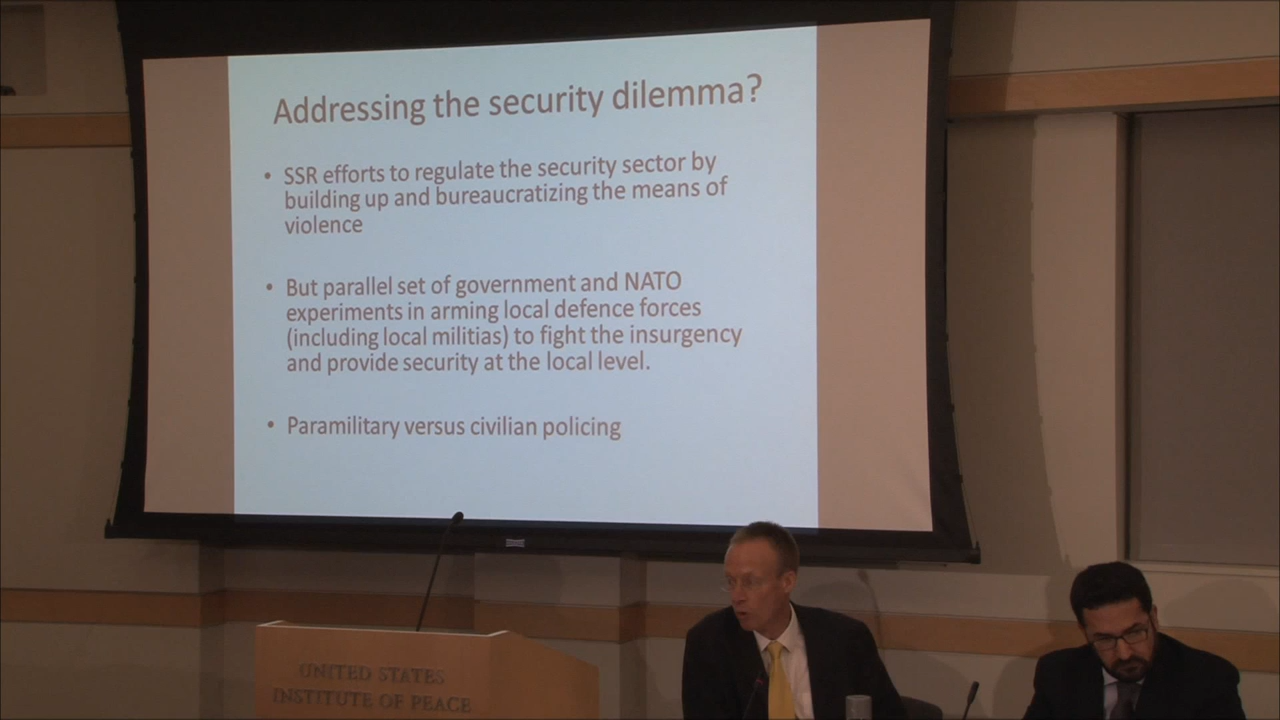 Addressing the security dilemma?
• SSR efforts to regulate the security sector by
building up and bureaucratizing the means of
violence
• But parallel set of government and NATO
experiments in arming local defence forces
(including local militias) to fight the insurgency
and provide security at the local level.
• Paramilitary versus civilian policing
UNITED STATES
INSTITUTE OF PEACE